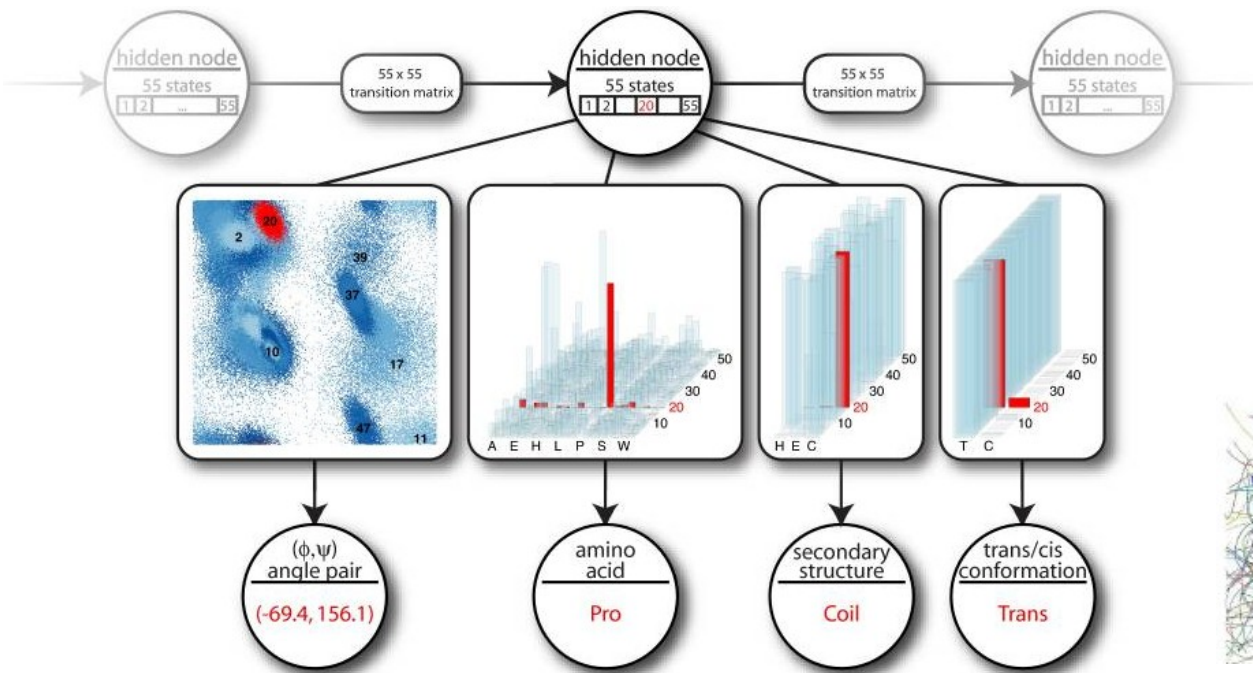 hidden node
55 states
1 2 ... 55
55 x 55
transition matrix
hidden node
55 states
1 2 20 55
55 x 55
transition matrix
hidden node
55 states
1 2 ... 55
20
2
39
37
10
17
47
11
50
40
30
20
10
A E H L P S W
50
40
30
20
10
H E C
50
40
30
20
10
T C
(ϕ,ψ)
angle pair
(-69.4, 156.1)
amino
acid
Pro
secondary
structure
Coil
trans/cis
conformation
Trans